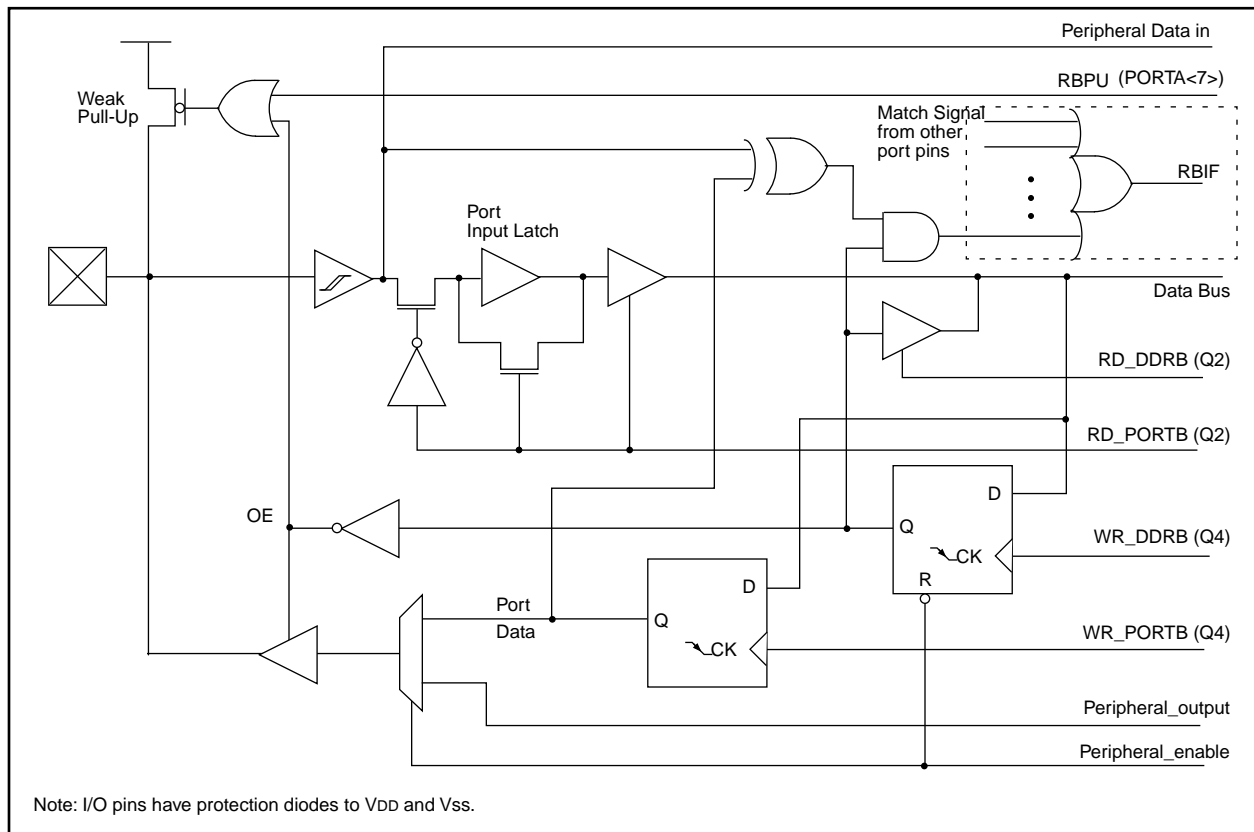 Peripheral Data in
RBPU (PORTA<7>)
Weak
Pull-Up
Match Signal
from other
port pins
RBIF
Port
Input Latch
Data Bus
RD_DDRB (Q2)
RD_PORTB (Q2)
D
OE
Q
WR_DDRB (Q4)
CK
R
D
Port
Data
Q
WR_PORTB (Q4)
CK
Peripheral_output
Peripheral_enable
Note: I/O pins have protection diodes to VDD and Vss.